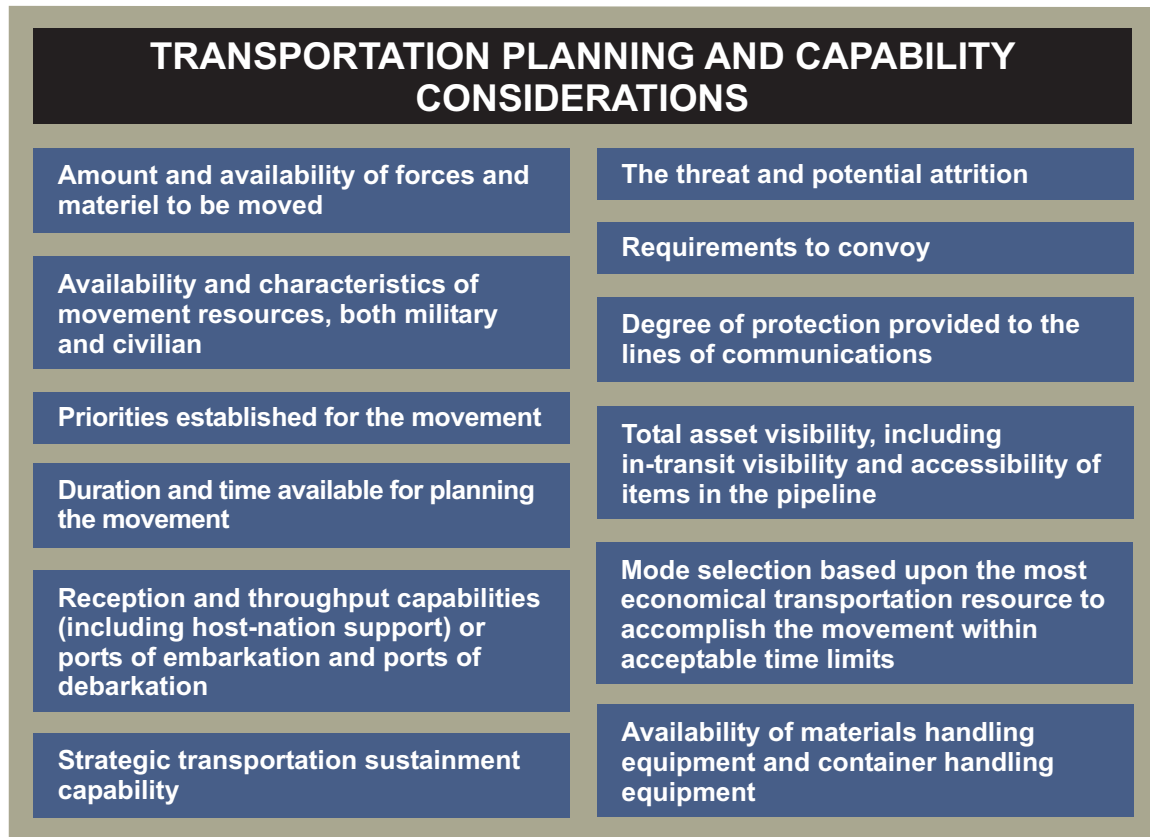 TRANSPORTATION PLANNING AND CAPABILITY
CONSIDERATIONS
Amount and availability of forces and
materiel to be moved
Availability and characteristics of
movement resources, both military
and civilian
Priorities established for the movement
Duration and time available for planning
the movement
Reception and throughput capabilities
(including host-nation support) or
ports of embarkation and ports of
debarkation
Strategic transportation sustainment
capability
The threat and potential attrition
Requirements to convoy
Degree of protection provided to the
lines of communications
Total asset visibility, including
in-transit visibility and accessibility of
items in the pipeline
Mode selection based upon the most
economical transportation resource to
accomplish the movement within
acceptable time limits
Availability of materials handling
equipment and container handling
equipment